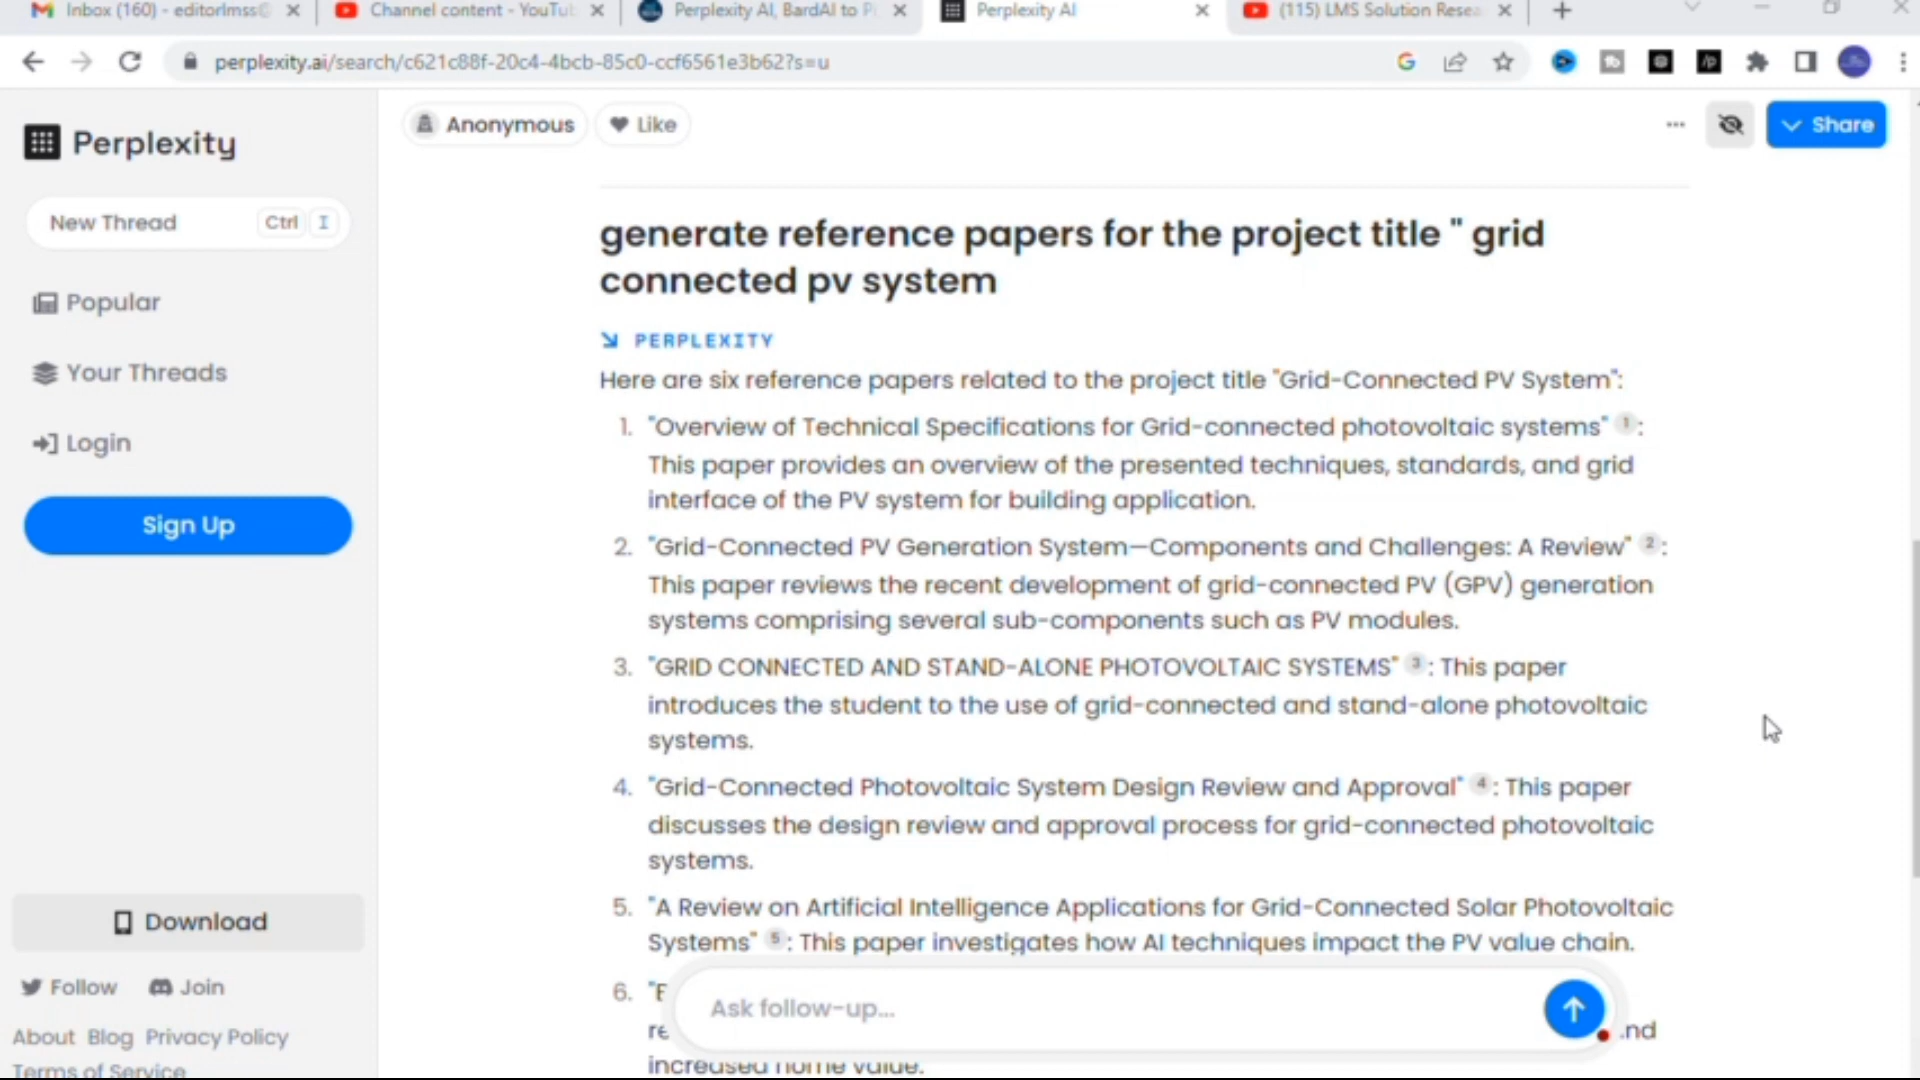 Inbox (160) - editorlmss
Channel content - YouTu
Perplexity AI, BardAI to Pi
Perplexity AI
(115) LMS Solution Resea
perplexity.ai/search/c621c88f-20c4-4bcb-85c0-ccf6561e3b62?s=u
Perplexity
Anonymous
Like
Share
New Thread
Ctrl I
Popular
Your Threads
Login
Sign Up
generate reference papers for the project title " grid
connected pv system
PERPLEXITY
Here are six reference papers related to the project title "Grid-Connected PV System":
1. "Overview of Technical Specifications for Grid-connected photovoltaic systems" 1 :
This paper provides an overview of the presented techniques, standards, and grid
interface of the PV system for building application.
2. "Grid-Connected PV Generation System—Components and Challenges: A Review" 2 :
This paper reviews the recent development of grid-connected PV (GPV) generation
systems comprising several sub-components such as PV modules.
3. "GRID CONNECTED AND STAND-ALONE PHOTOVOLTAIC SYSTEMS" 3 : This paper
introduces the student to the use of grid-connected and stand-alone photovoltaic
systems.
4. "Grid-Connected Photovoltaic System Design Review and Approval" 4 : This paper
discusses the design review and approval process for grid-connected photovoltaic
systems.
5. "A Review on Artificial Intelligence Applications for Grid-Connected Solar Photovoltaic
Systems" 5 : This paper investigates how AI techniques impact the PV value chain.
6.
increased home value.
Ask follow-up...
Download
Follow
Join
About Blog Privacy Policy
Terms of Service